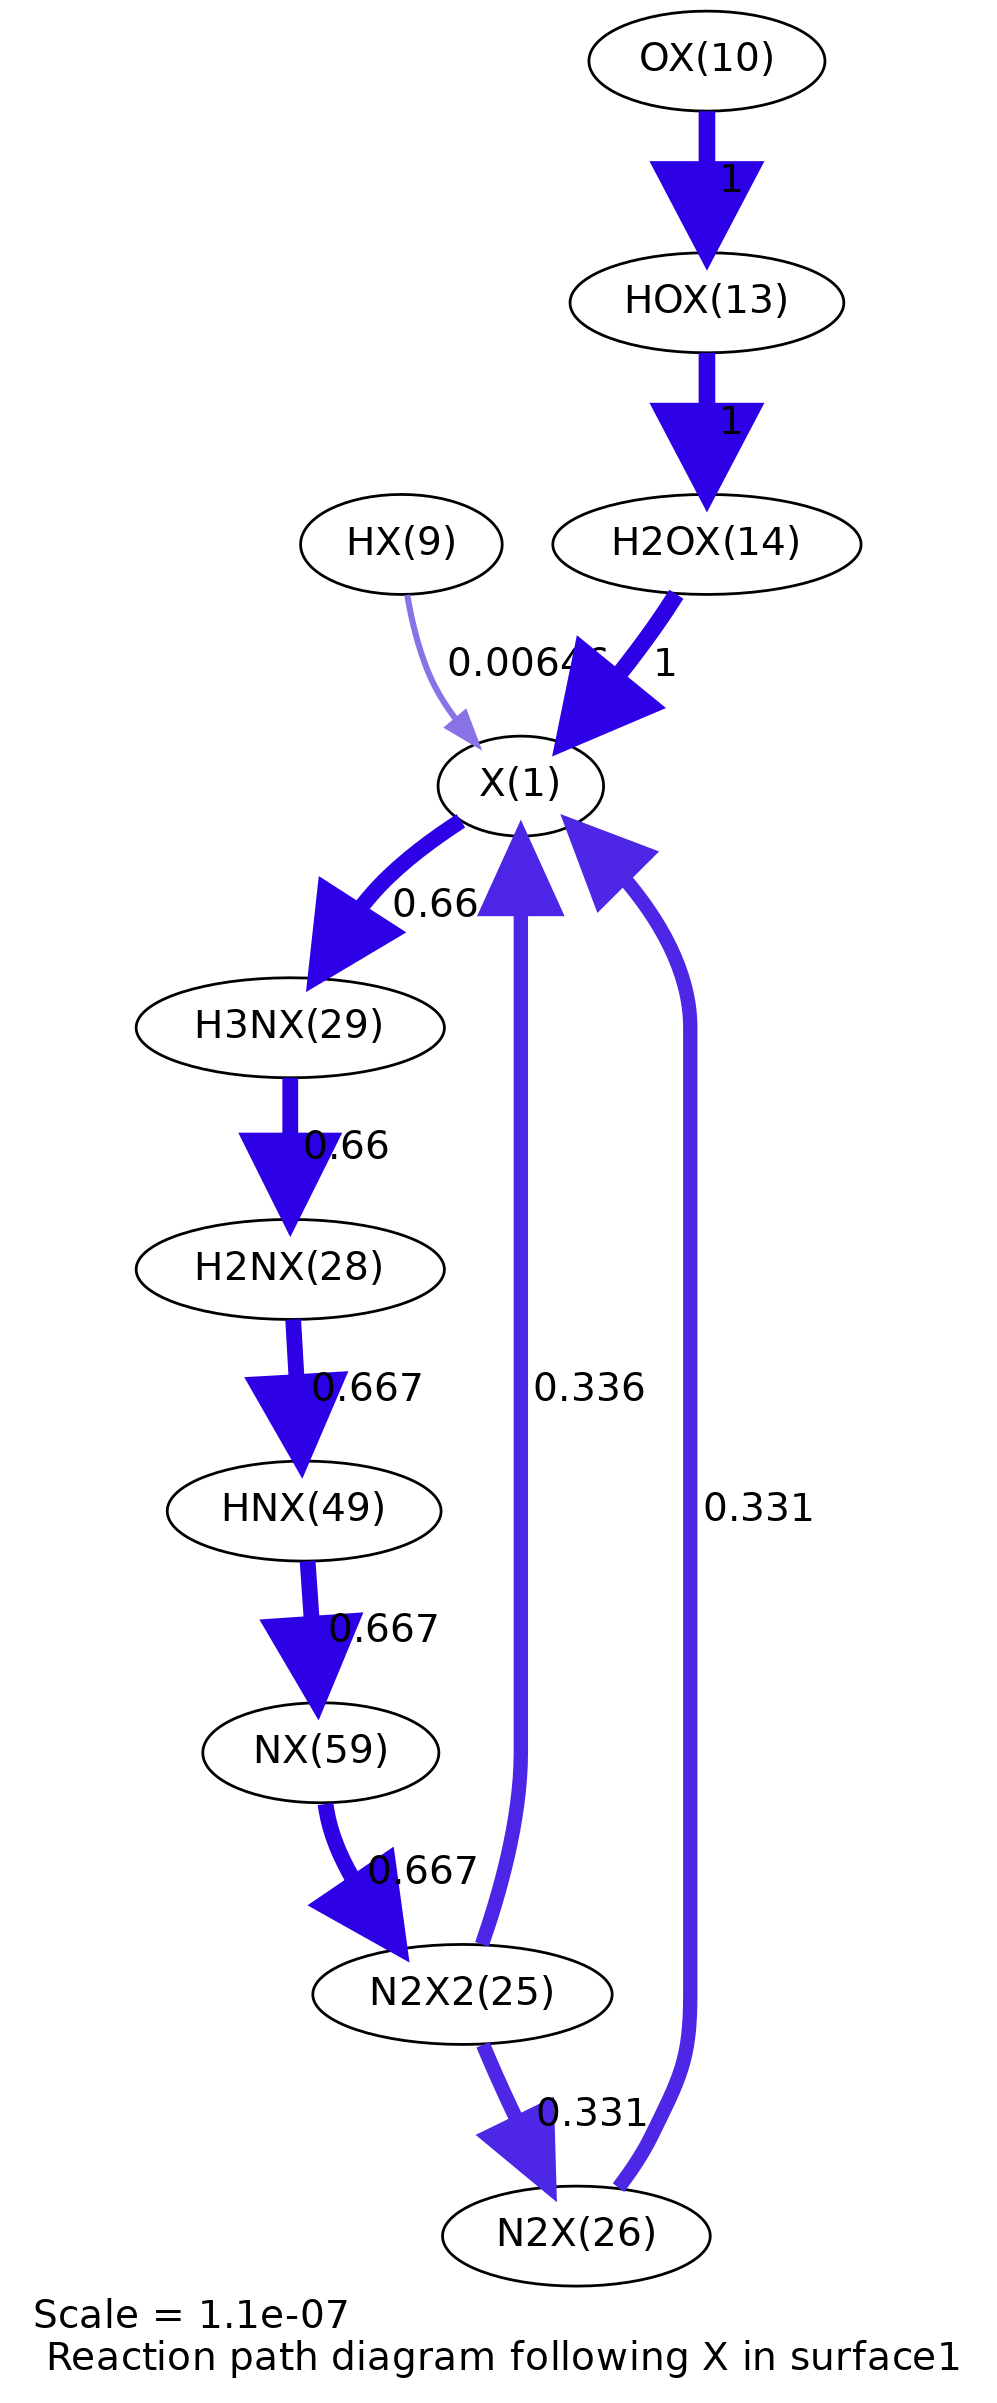 OX(10)
1
HOX(13)
1
HX(9)
H2OX(14)
1
X(1)
0.66
H3NX(29)
0.66
H2NX(28)
0.667
0.336
HNX(49)
0.331
0.667
NX(59)
0.667
N2X2(25)
0.331
N2X(26)
Scale = 1.1e-07
Reaction path diagram following X in surface1